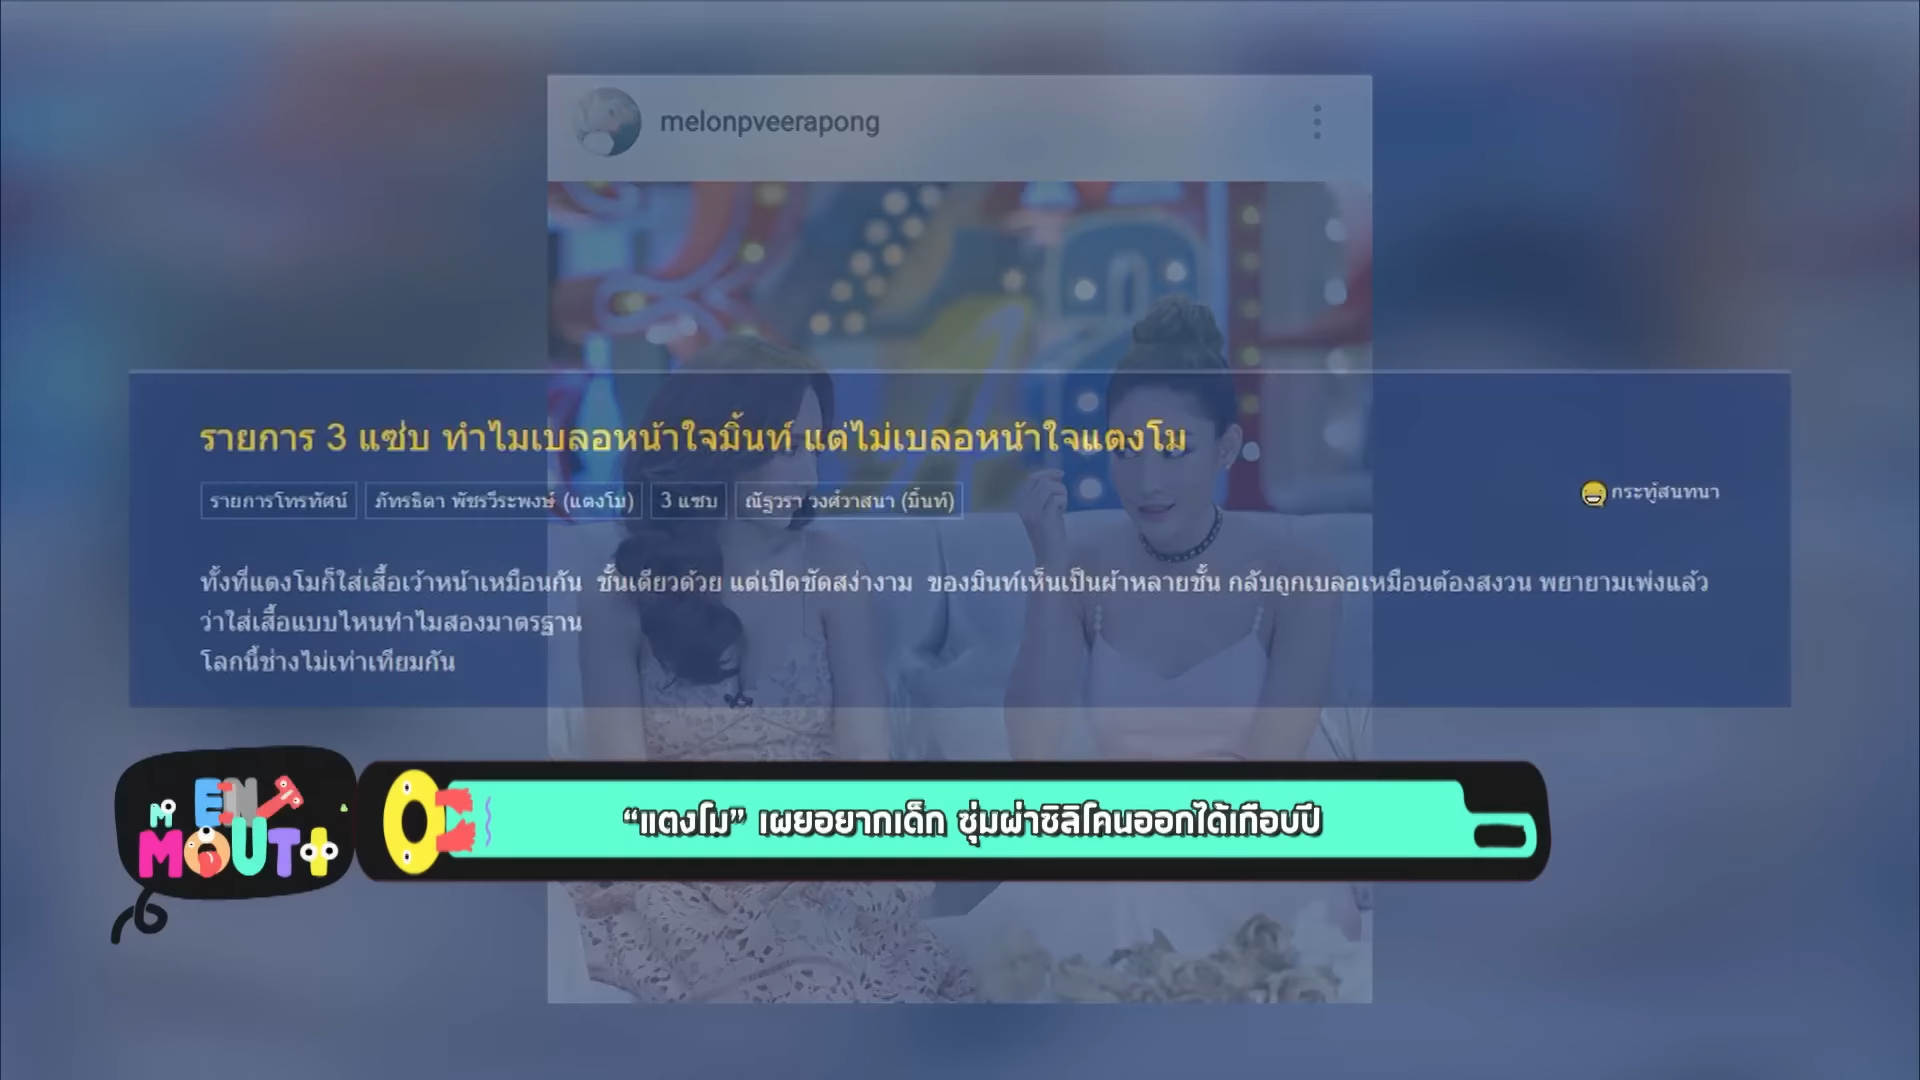 melonpveerapong
รายการ 3 แซ่บ ทำไมเบลอหน้าใจมิ้นท์ แต่ไม่เบลอหน้าใจแตงโม
รายการโทรทัศน์ ภัทรธิดา พัชรวีระพงษ์ (แตงโม) 3 แซบ ณัฐวรา วงศ์วาสนา (มิ้นท์)
กระทู้สนทนา
ทั้งที่แตงโมก็ใส่เสื้อเว้าหน้าเหมือนกัน ชั้นเดียวด้วย แต่เปิดชัดสง่างาม ของมินท์เห็นเป็นผ้าหลายชั้น กลับถูกเบลอเหมือนต้องสงวน พยายามเพ่งแล้ว
ว่าใส่เสื้อแบบไหนทำไมสองมาตรฐาน
โลกนี้ช่างไม่เท่าเทียมกัน
M EN MOUTH
“แตงโม” เผยอยากเด็ก ซุ่มผ่าซิลิโคนออกได้เกือบปี